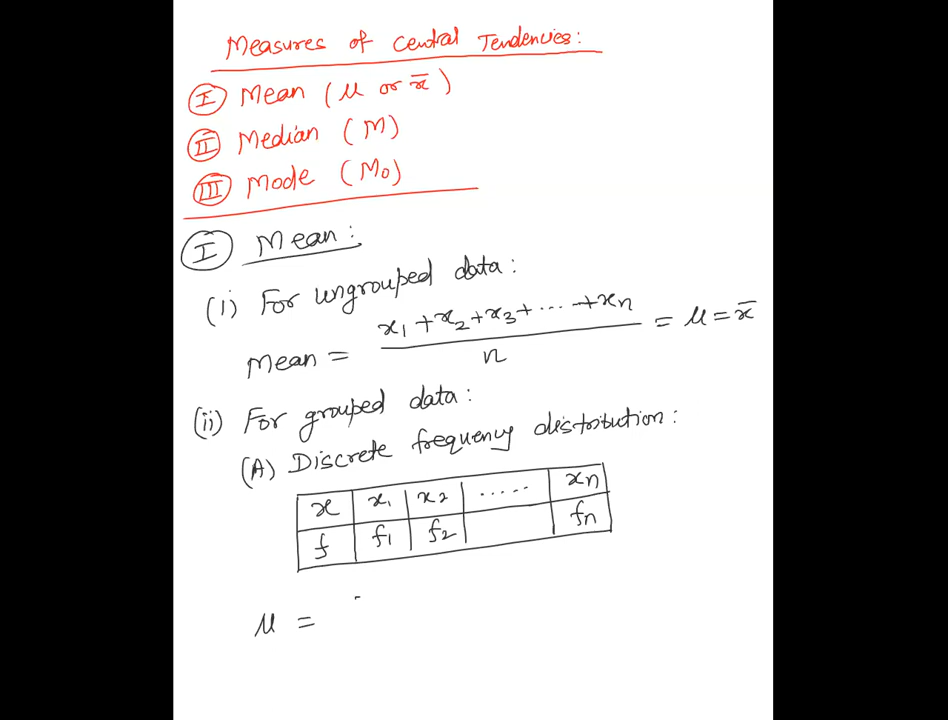 Measures of Central Tendencies:
I Mean (μ or x̄)
II Median (M)
III Mode (Mo)
I Mean:
(i) For ungrouped data:
Mean = (x₁+x₂+x₃+...+xₙ)/n = μ = x̄
(ii) For grouped data:
(A) Discrete frequency distribution:
x x₁ x₂ ..... xₙ
f f₁ f₂ fₙ
μ =